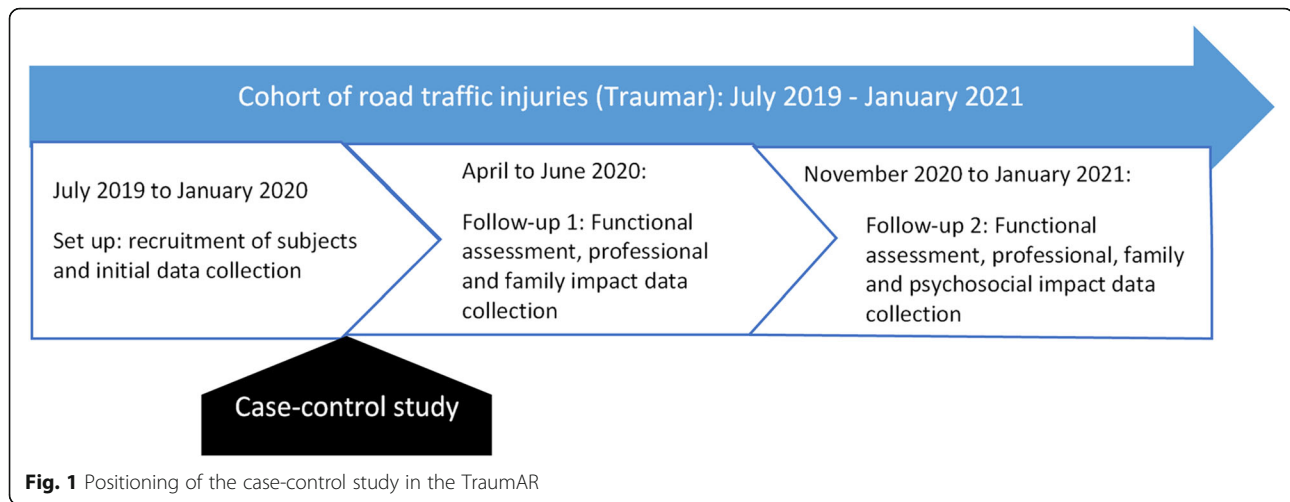 Cohort of road traffic injuries (Traumar): July 2019 - January 2021
July 2019 to January 2020
Set up: recruitment of subjects
and initial data collection
April to June 2020:
Follow-up 1: Functional
assessment, professional
and family impact data
collection
November 2020 to January 2021:
Follow-up 2: Functional
assessment, professional, family
and psychosocial impact data
collection
Case-control study
Fig. 1 Positioning of the case-control study in the TraumAR